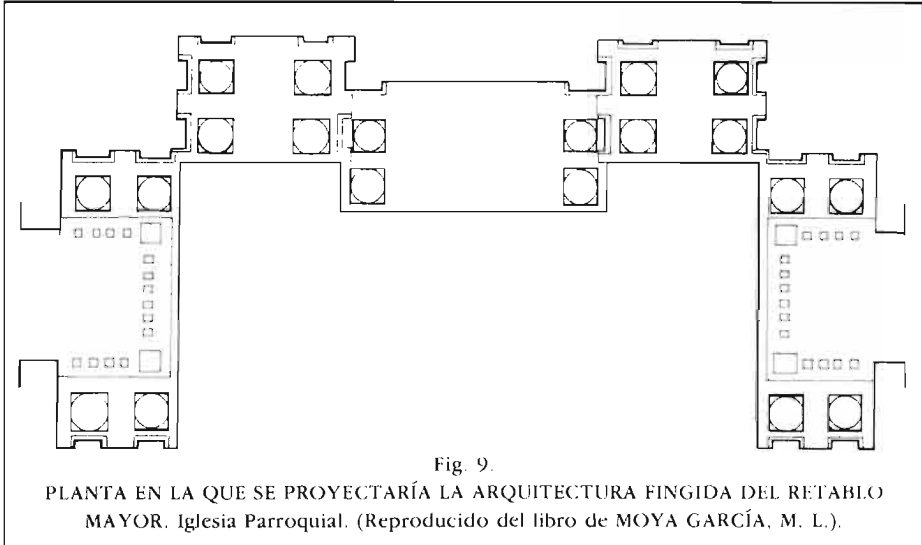 Fig. 9.
PLANTA EN LA QUE SE PROYECTARÍA LA ARQUITECTURA FINGIDA DEL RETABLO
MAYOR. Iglesia Parroquial. (Reproducido del libro de MOYA GARCÍA, M. L.).